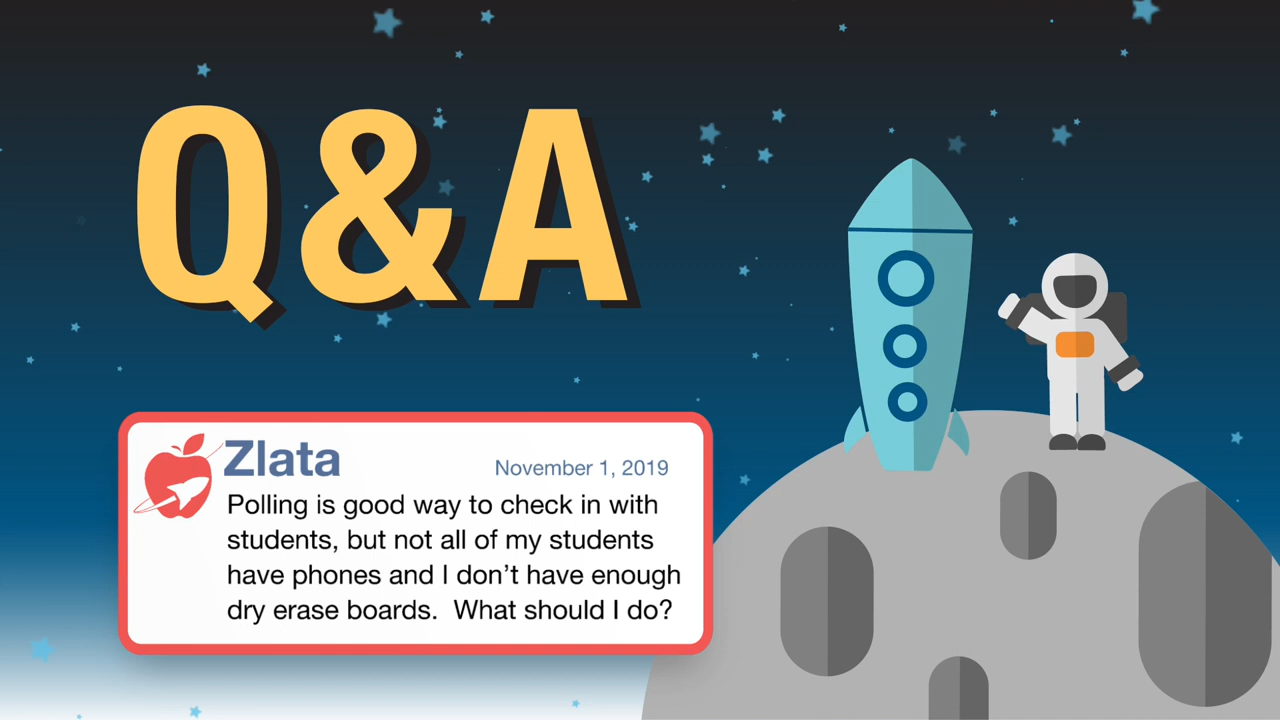 Q&A
Zlata
November 1, 2019
Polling is good way to check in with
students, but not all of my students
have phones and I don’t have enough
dry erase boards.  What should I do?